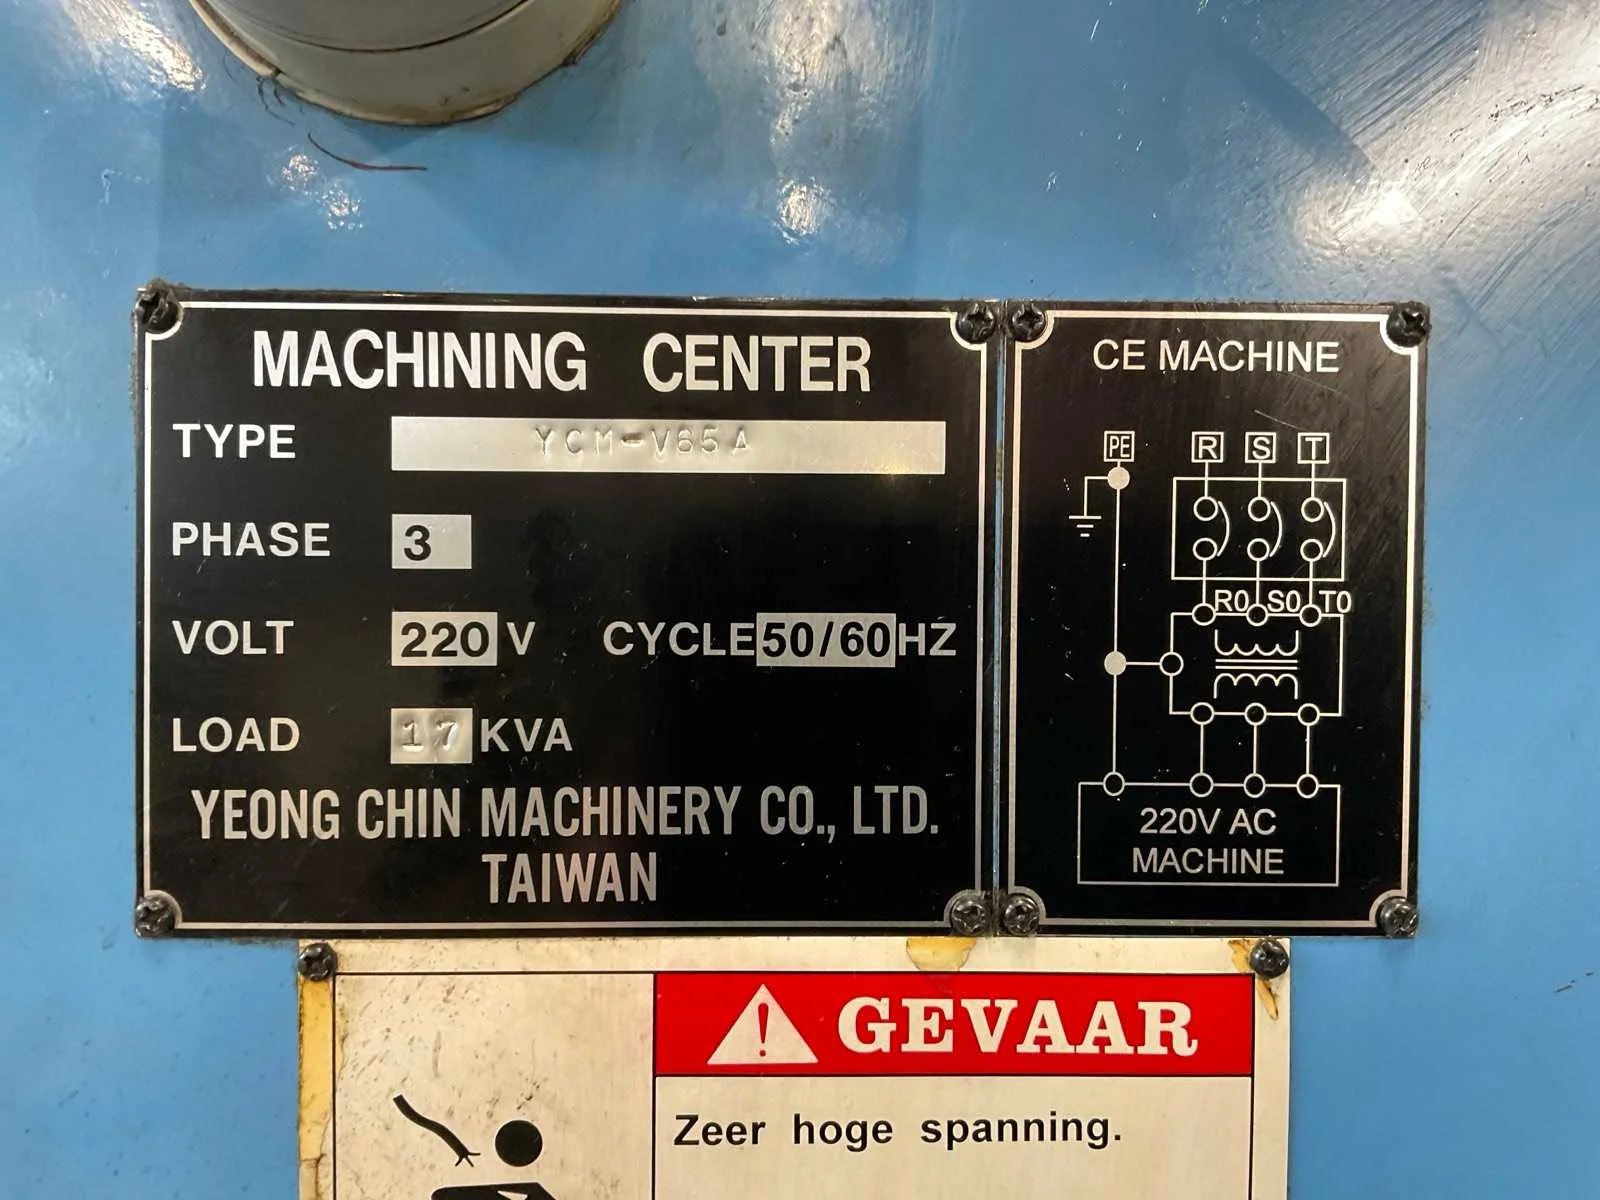 MACHINING CENTER
TYPE YCM-V65A
PHASE 3
VOLT 220 V CYCLE 50/60 HZ
LOAD 17 KVA
YEONG CHIN MACHINERY CO., LTD.
TAIWAN
CE MACHINE
PE R S T
R0 S0 T0
220V AC
MACHINE
GEVAAR
Zeer hoge spanning.